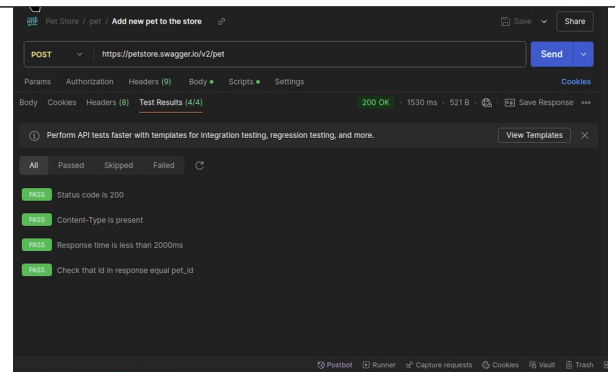 HTTP Pet Store / pet / Add new pet to the store Save Share
POST https://petstore.swagger.io/v2/pet Send
Params Authorization Headers (9) Body Scripts Settings Cookies
Body Cookies Headers (8) Test Results (4/4) 200 OK 1530 ms 521 B Save Response
Perform API tests faster with templates for integration testing, regression testing, and more. View Templates
All Passed Skipped Failed
PASS Status code is 200
PASS Content-Type is present
PASS Response time is less than 2000ms
PASS Check that id in response equal pet_id
Postbot Runner Capture requests Cookies Vault Trash